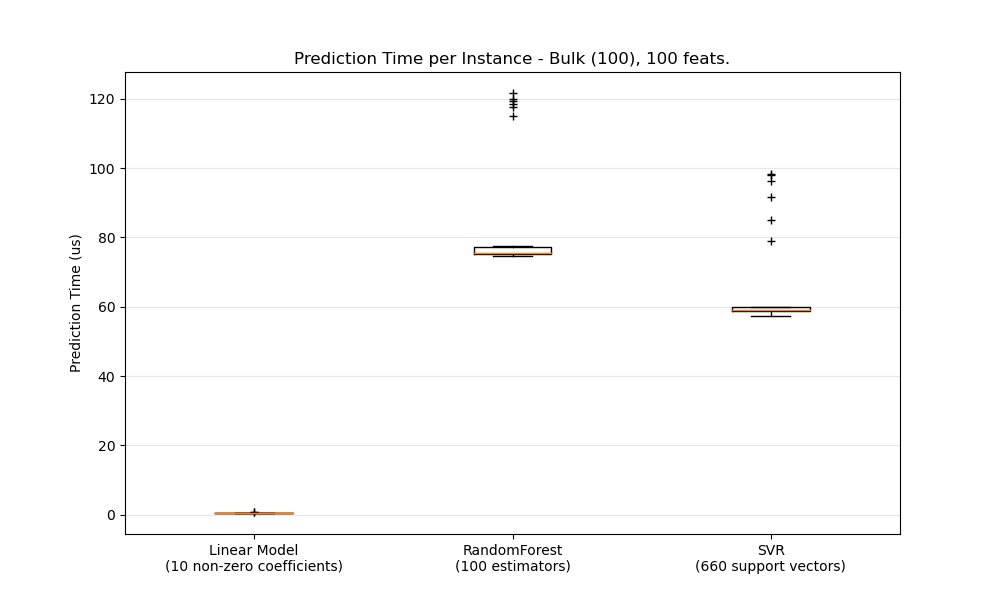 Prediction Time per Instance - Bulk (100), 100 feats.
Prediction Time (us)
120
100
80
60
40
20
0
Linear Model
(10 non-zero coefficients)
RandomForest
(100 estimators)
SVR
(660 support vectors)